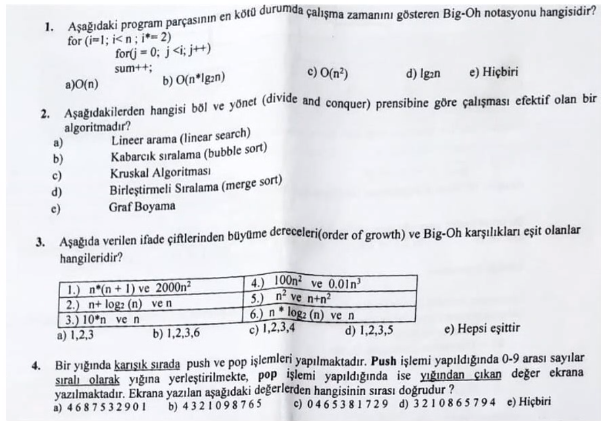 1. Aşağıdaki program parçasının en kötü durumda çalışma zamanını gösteren Big-Oh notasyonu hangisidir?
for (i=1; i< n ; i*= 2)
for(j = 0; j <i; j++)
sum++;
a)O(n) b) O(n*lg2n) c) O(n²) d) lg2n e) Hiçbiri
2. Aşağıdakilerden hangisi böl ve yönet (divide and conquer) prensibine göre çalışması efektif olan bir
algoritmadır?
a) Lineer arama (linear search)
b) Kabarcık sıralama (bubble sort)
c) Kruskal Algoritması
d) Birleştirmeli Sıralama (merge sort)
e) Graf Boyama
3. Aşağıda verilen ifade çiftlerinden büyüme dereceleri(order of growth) ve Big-Oh karşılıkları eşit olanlar
hangileridir?
1.) n*(n + 1) ve 2000n² 4.) 100n² ve 0.01n³
2.) n+ log2 (n) ve n 5.) n² ve n+n²
3.) 10*n ve n 6.) n * log2 (n) ve n
a) 1,2,3 b) 1,2,3,6 c) 1,2,3,4 d) 1,2,3,5 e) Hepsi eşittir
4. Bir yığında karışık sırada push ve pop işlemleri yapılmaktadır. Push işlemi yapıldığında 0-9 arası sayılar
sıralı olarak yığına yerleştirilmekte, pop işlemi yapıldığında ise yığından çıkan değer ekrana
yazılmaktadır. Ekrana yazılan aşağıdaki değerlerden hangisinin sırası doğrudur ?
a) 4 6 8 7 5 3 2 9 0 1 b) 4 3 2 1 0 9 8 7 6 5 c) 0 4 6 5 3 8 1 7 2 9 d) 3 2 1 0 8 6 5 7 9 4 e) Hiçbiri